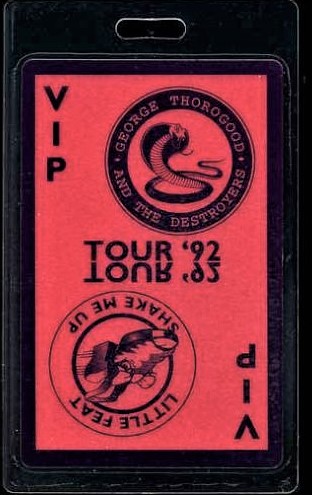 VIP
GEORGE THOROGOOD
· AND THE DESTROYERS ·
TOUR '92
TOUR '92
SHAKE ME UP
LITTLE FEAT
VIP